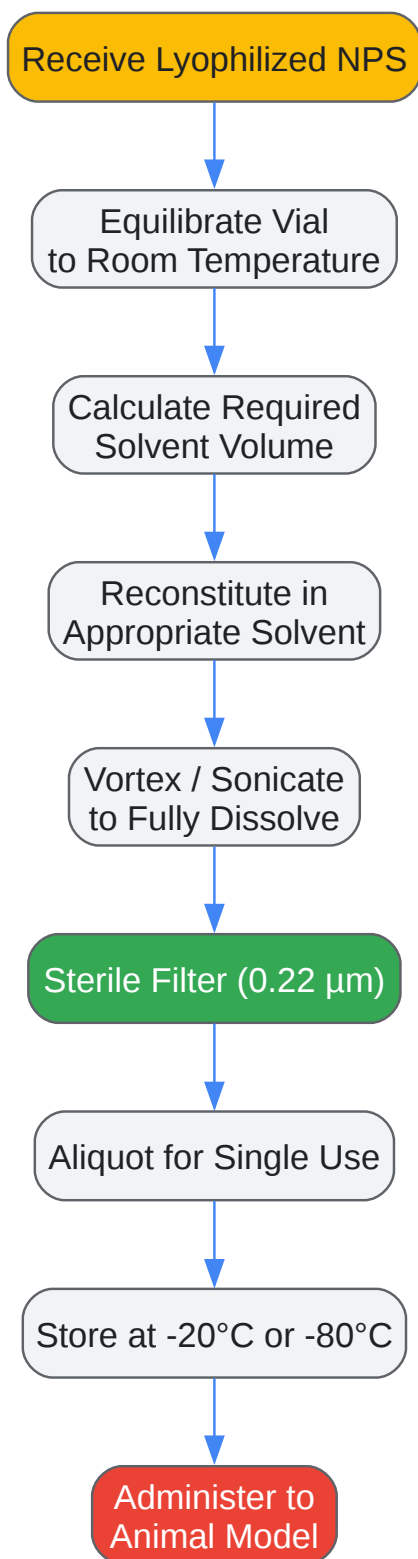 Receive Lyophilized NPS
Equilibrate Vial
to Room Temperature
Calculate Required
Solvent Volume
Reconstitute in
Appropriate Solvent
Vortex / Sonicate
to Fully Dissolve
Sterile Filter (0.22 µm)
Aliquot for Single Use
Store at -20°C or -80°C
Administer to
Animal Model